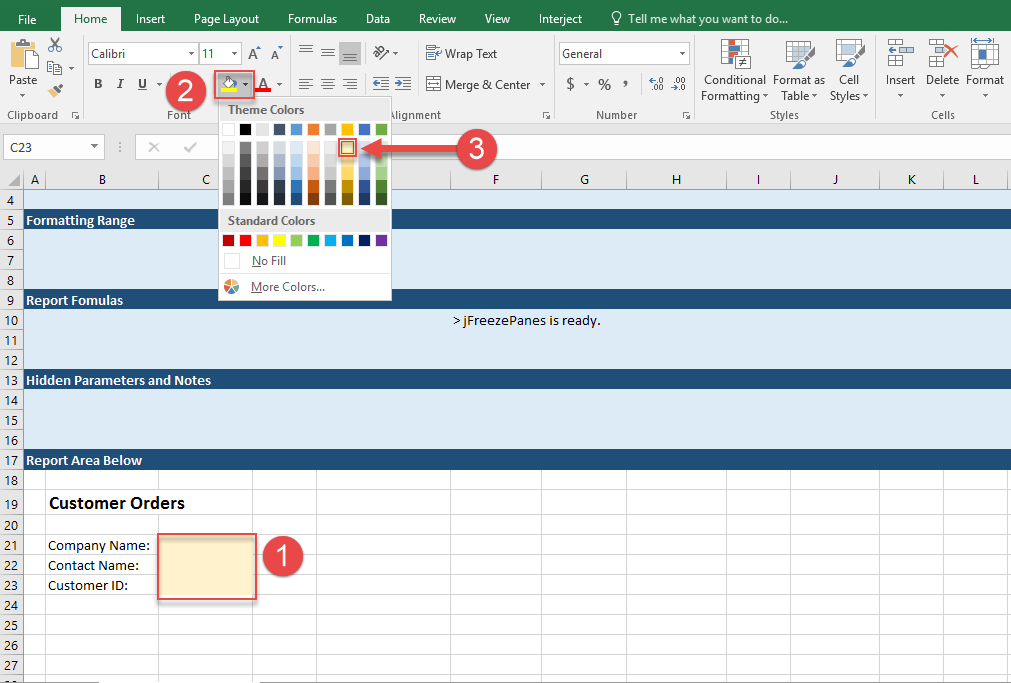 File Home Insert Page Layout Formulas Data Review View Interject Tell me what you want to do...
Calibri 11 Wrap Text General
Paste B I U 2 A Merge & Center $ % , .0 .00 Conditional Formatting Format as Table Cell Styles Insert Delete Format
Clipboard Font Alignment Number Styles Cells
Theme Colors
C23 3
A B C F G H I J K L
4
Standard Colors
5 Formatting Range
6
No Fill
7
8 More Colors...
9 Report Fomulas
10 > jFreezePanes is ready.
11
12
13 Hidden Parameters and Notes
14
15
16
17 Report Area Below
18
19 Customer Orders
20
21 Company Name: 1
22 Contact Name:
23 Customer ID:
24
25
26
27